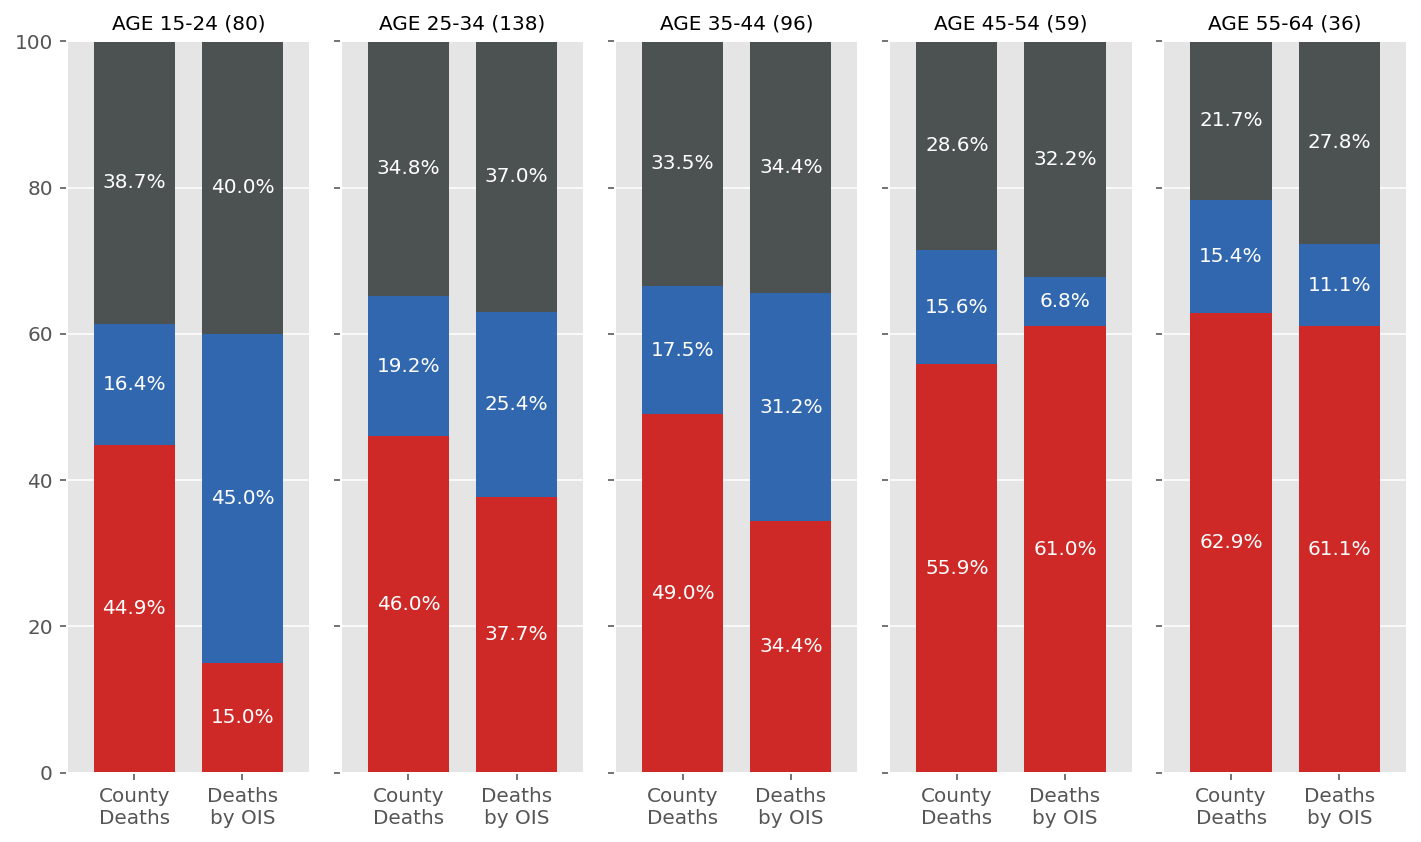 AGE 15-24 (80)
AGE 25-34 (138)
AGE 35-44 (96)
AGE 45-54 (59)
AGE 55-64 (36)
100
80
60
40
20
0
38.7%
16.4%
44.9%
40.0%
45.0%
15.0%
34.8%
19.2%
46.0%
37.0%
25.4%
37.7%
33.5%
17.5%
49.0%
34.4%
31.2%
34.4%
28.6%
15.6%
55.9%
32.2%
6.8%
61.0%
21.7%
15.4%
62.9%
27.8%
11.1%
61.1%
County
Deaths
Deaths
by OIS
County
Deaths
Deaths
by OIS
County
Deaths
Deaths
by OIS
County
Deaths
Deaths
by OIS
County
Deaths
Deaths
by OIS